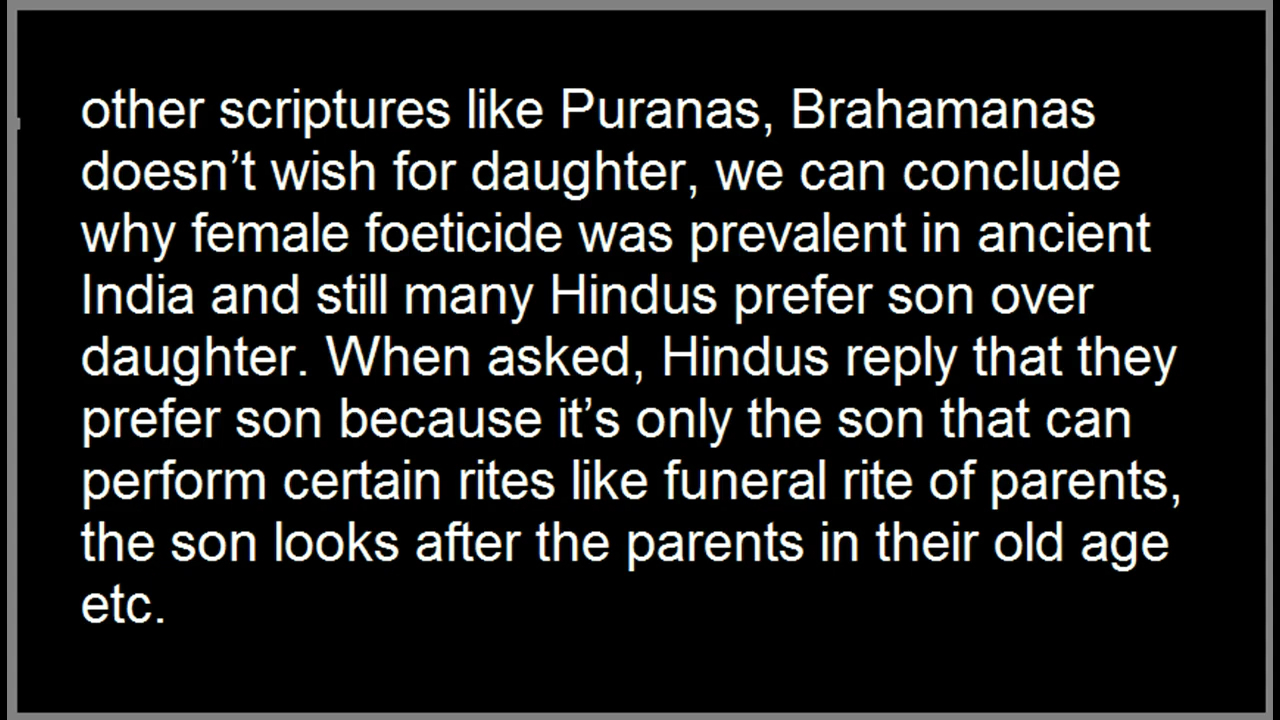 other scriptures like Puranas, Brahamanas
doesn’t wish for daughter, we can conclude
why female foeticide was prevalent in ancient
India and still many Hindus prefer son over
daughter. When asked, Hindus reply that they
prefer son because it’s only the son that can
perform certain rites like funeral rite of parents,
the son looks after the parents in their old age
etc.